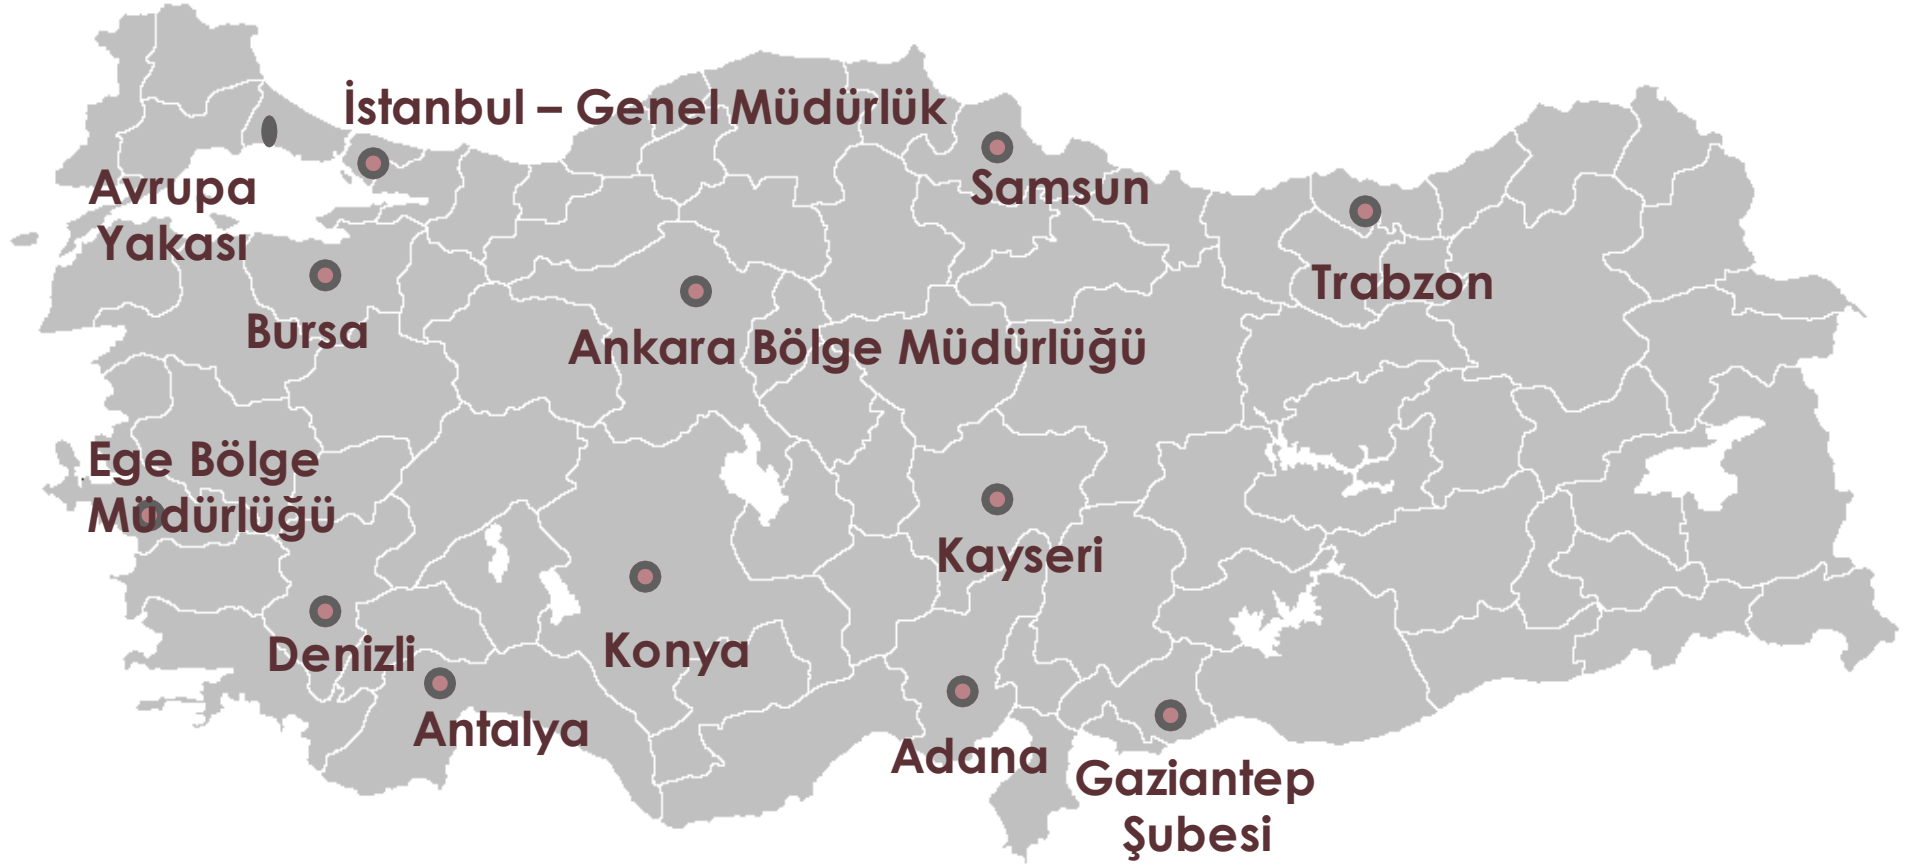 İstanbul – Genel Müdürlük
Avrupa
Yakası
Samsun
Trabzon
Bursa
Ankara Bölge Müdürlüğü
Ege Bölge
Müdürlüğü
Kayseri
Denizli
Konya
Antalya
Adana
Gaziantep
Şubesi